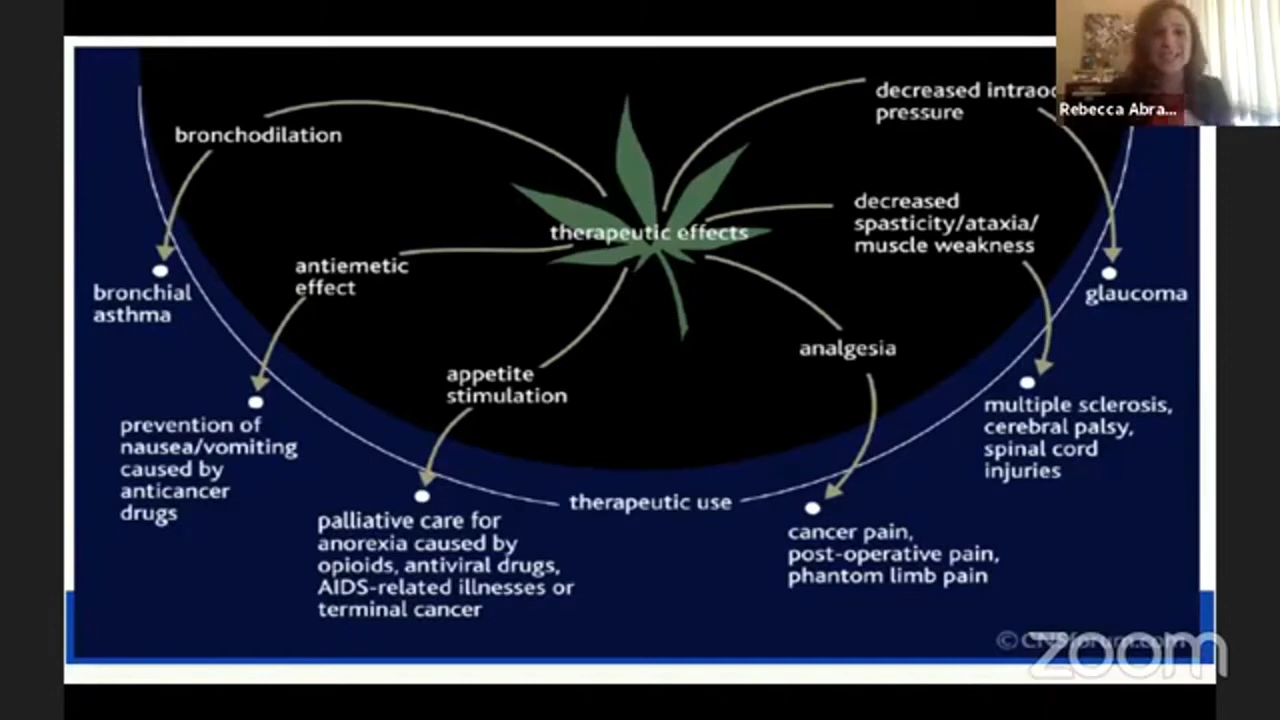 decreased
pressure
Rebecca Abra...
bronchodilation
decreased
spasticity/ataxia/
muscle weakness
therapeutic effects
antiemetic
effect
bronchial
asthma
glaucoma
analgesia
appetite
stimulation
multiple sclerosis,
cerebral palsy,
spinal cord
injuries
prevention of
nausea/vomiting
caused by
anticancer
drugs
therapeutic use
palliative care for
anorexia caused by
opioids, antiviral drugs,
AIDS-related illnesses or
terminal cancer
cancer pain,
post-operative pain,
phantom limb pain
zoom